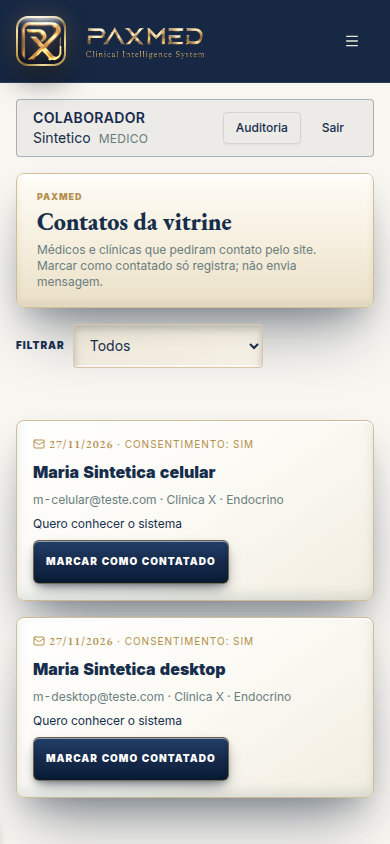 PAXMED
Clinical Intelligence System
COLABORADOR
Sintetico MEDICO
Auditoria
Sair
PAXMED
Contatos da vitrine
Médicos e clínicas que pediram contato pelo site.
Marcar como contatado só registra; não envia
mensagem.
FILTRAR
Todos
27/11/2026 · CONSENTIMENTO: SIM
Maria Sintetica celular
m-celular@teste.com · Clinica X · Endocrino
Quero conhecer o sistema
MARCAR COMO CONTATADO
27/11/2026 · CONSENTIMENTO: SIM
Maria Sintetica desktop
m-desktop@teste.com · Clinica X · Endocrino
Quero conhecer o sistema
MARCAR COMO CONTATADO